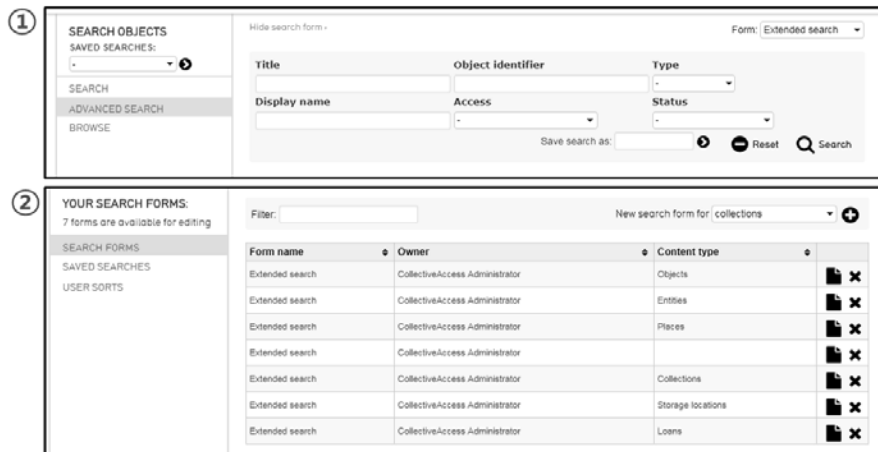 ①
SEARCH OBJECTS
SAVED SEARCHES:
-
SEARCH
ADVANCED SEARCH
BROWSE
Hide search form -
Form: Extended search
Title Object identifier Type
-
Display name Access Status
- -
Save search as: Reset Search
②
YOUR SEARCH FORMS:
7 forms are available for editing
SEARCH FORMS
SAVED SEARCHES
USER SORTS
Filter: New search form for collections
Form name Owner Content type
Extended search CollectiveAccess Administrator Objects
Extended search CollectiveAccess Administrator Entities
Extended search CollectiveAccess Administrator Places
Extended search CollectiveAccess Administrator
Extended search CollectiveAccess Administrator Collections
Extended search CollectiveAccess Administrator Storage locations
Extended search CollectiveAccess Administrator Loans